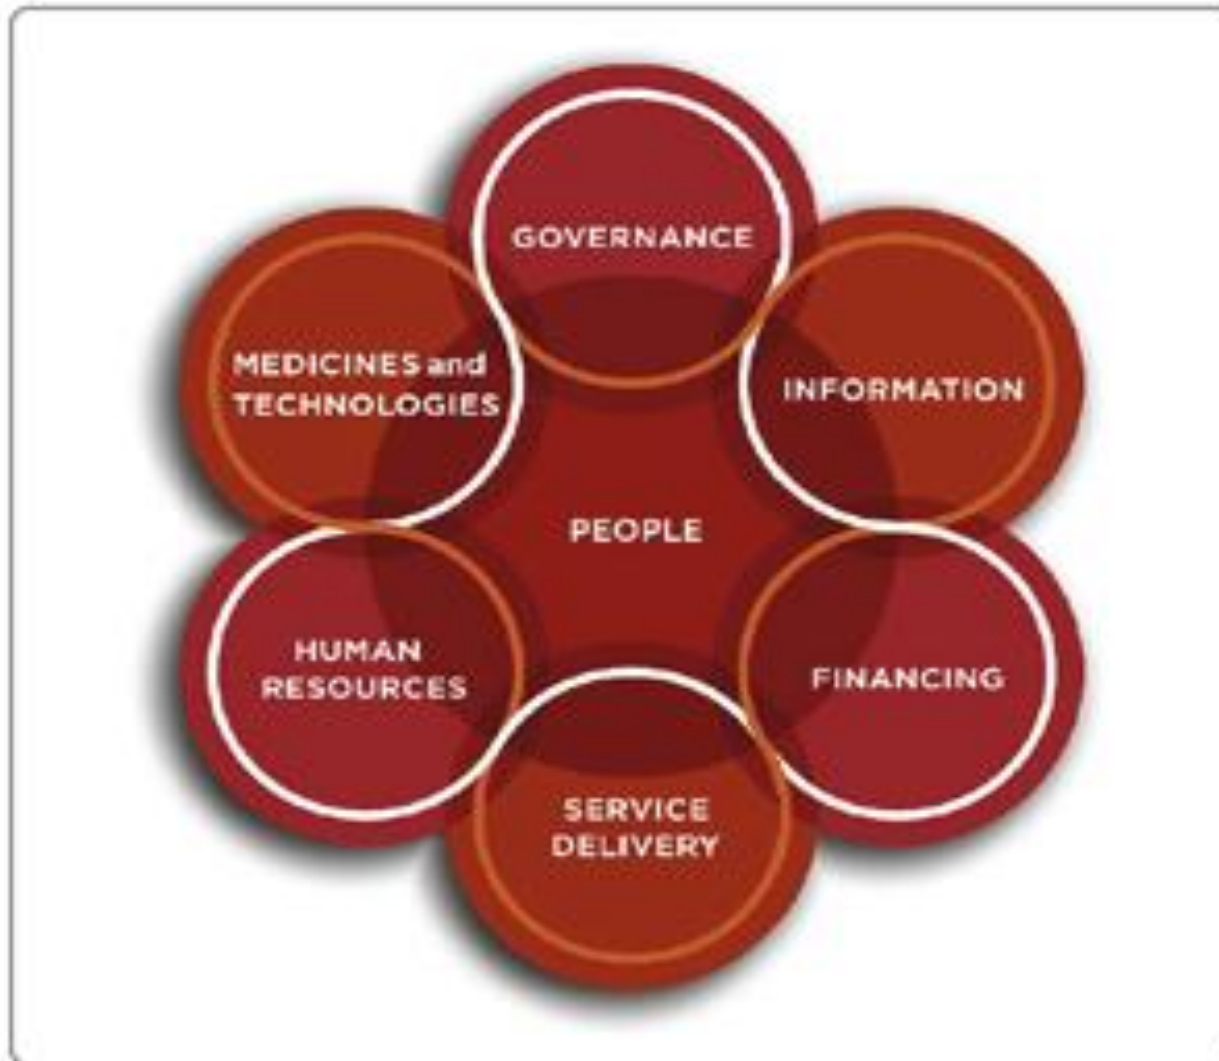 GOVERNANCE
MEDICINES and
TECHNOLOGIES
INFORMATION
PEOPLE
HUMAN
RESOURCES
FINANCING
SERVICE
DELIVERY